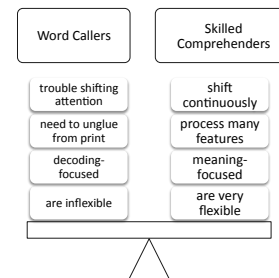 Word Callers
Skilled
Comprehenders
trouble shifting
attention
shift
continuously
need to unglue
from print
process many
features
decoding-
focused
meaning-
focused
are inflexible
are very
flexible